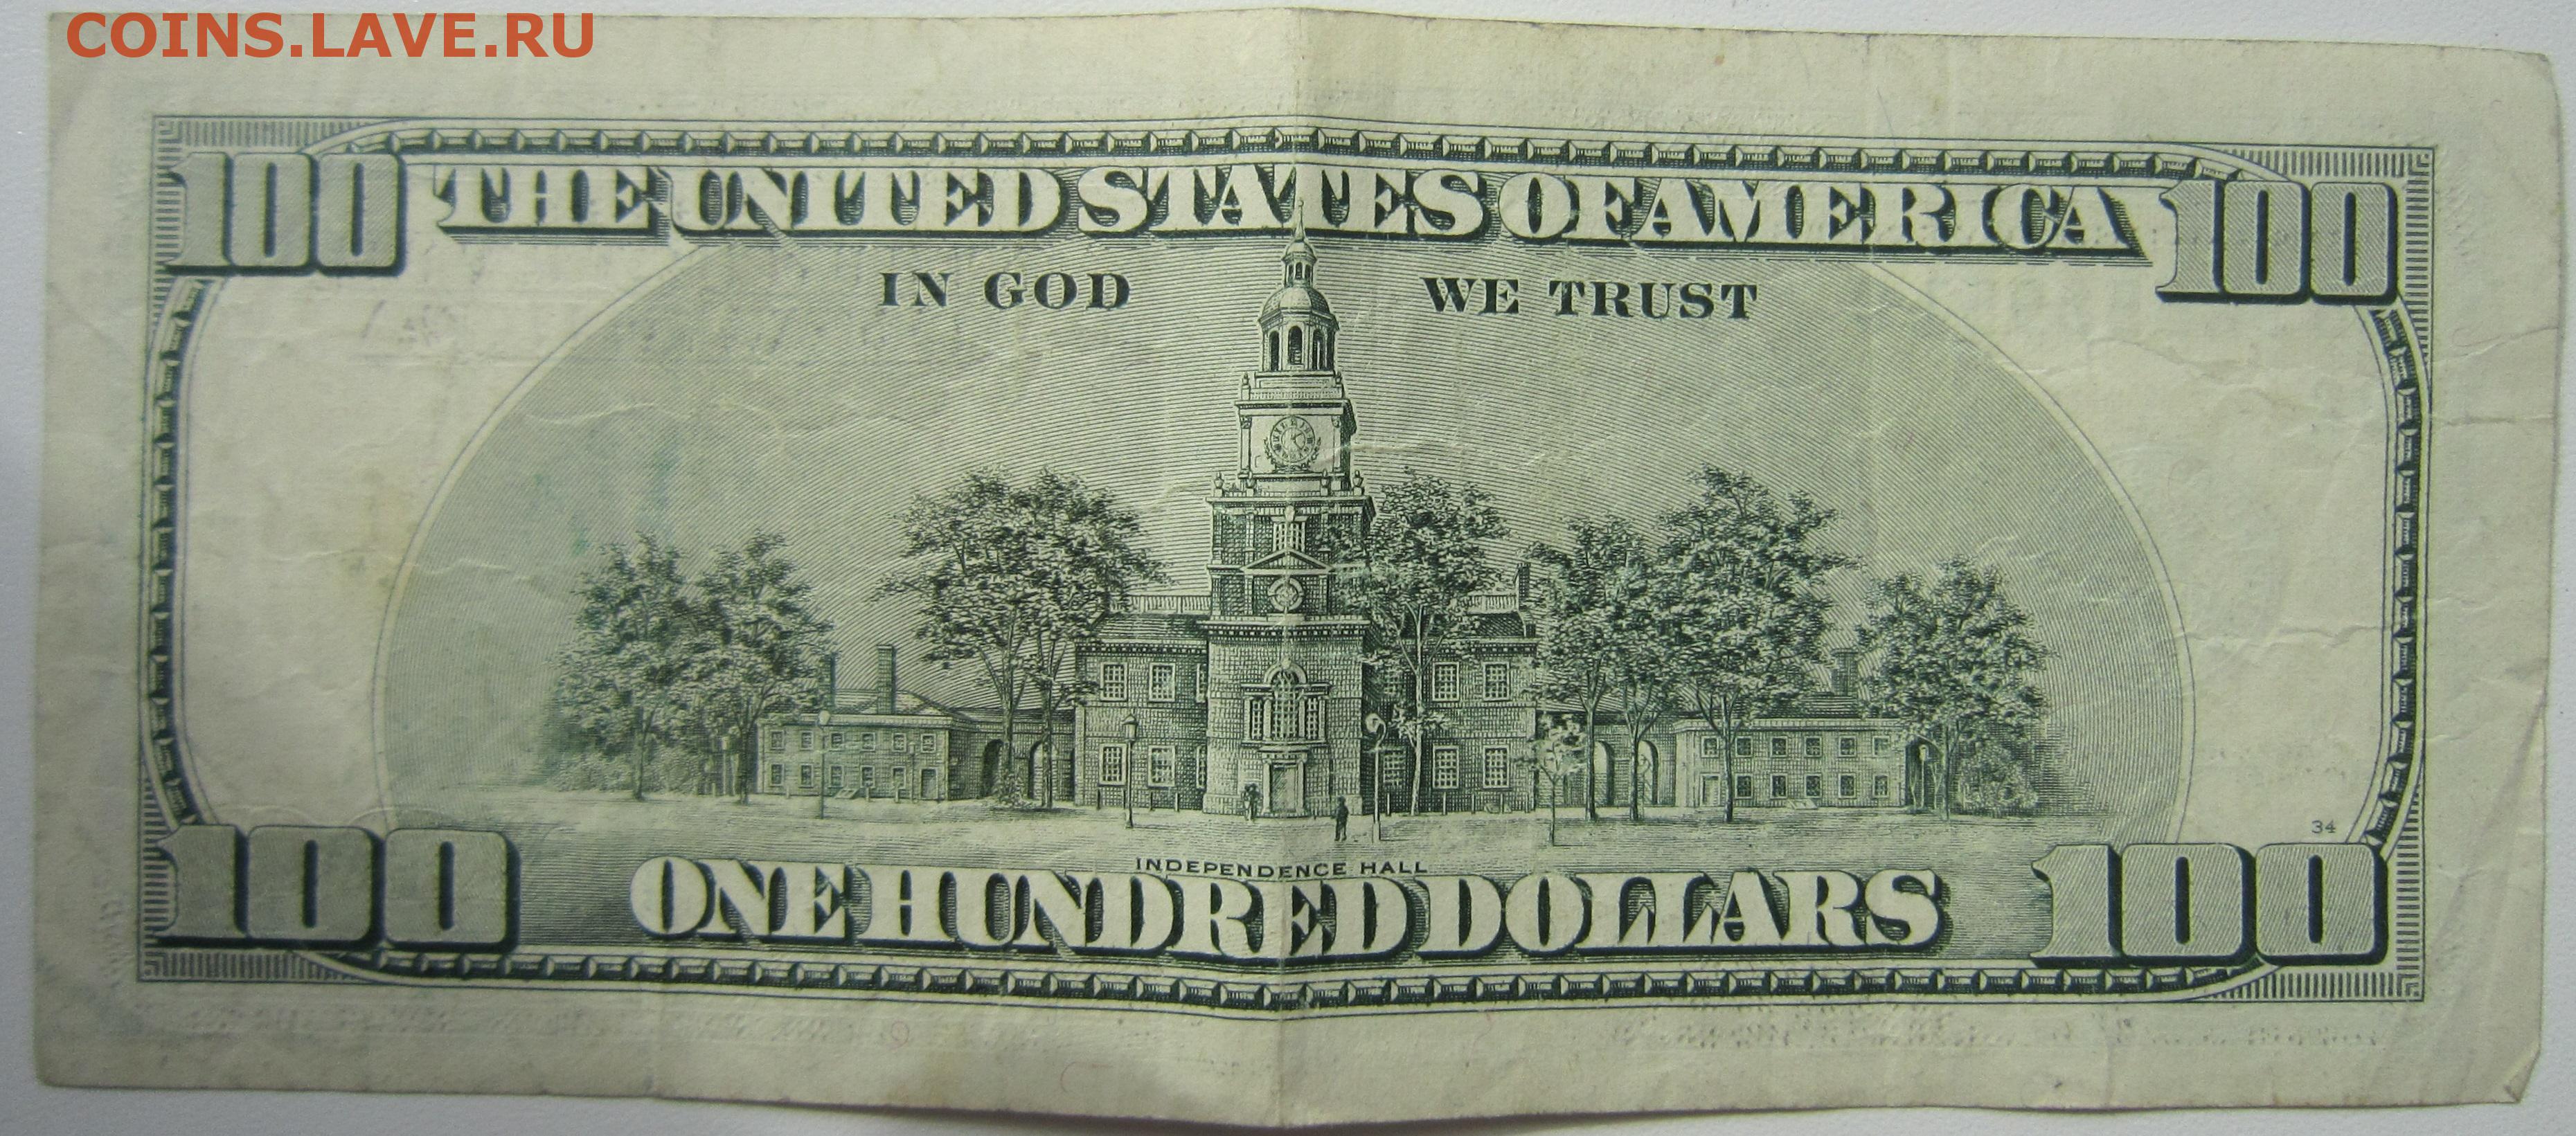 COINS.LAVE.RU
100 THE UNITED STATES OF AMERICA 100
IN GOD WE TRUST
34
INDEPENDENCE HALL
100 ONE HUNDRED DOLLARS 100